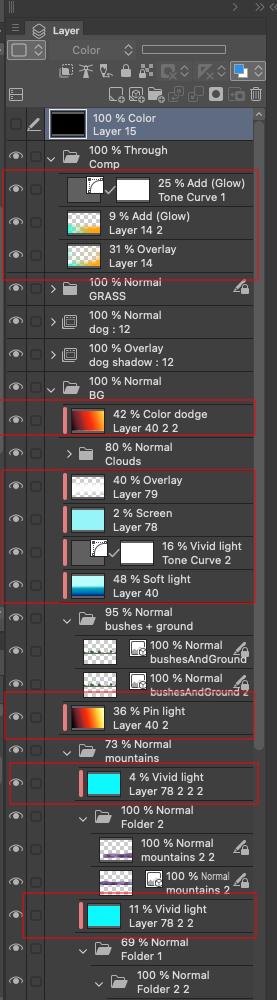 Layer
Color
100 % Color
Layer 15
100 % Through
Comp
25 % Add (Glow)
Tone Curve 1
9 % Add (Glow)
Layer 14 2
31 % Overlay
Layer 14
100 % Normal
GRASS
100 % Normal
dog : 12
100 % Overlay
dog shadow : 12
100 % Normal
BG
42 % Color dodge
Layer 40 2 2
80 % Normal
Clouds
40 % Overlay
Layer 79
2 % Screen
Layer 78
16 % Vivid light
Tone Curve 2
48 % Soft light
Layer 40
95 % Normal
bushes + ground
100 % Normal
bushesAndGround
100 % Normal
bushesAndGround 2
36 % Pin light
Layer 40 2
73 % Normal
mountains
4 % Vivid light
Layer 78 2 2 2
100 % Normal
Folder 2
100 % Normal
mountains 2 2
100 % Normal
mountains 2
11 % Vivid light
Layer 78 2 2
69 % Normal
Folder 1
100 % Normal
Folder 2 2